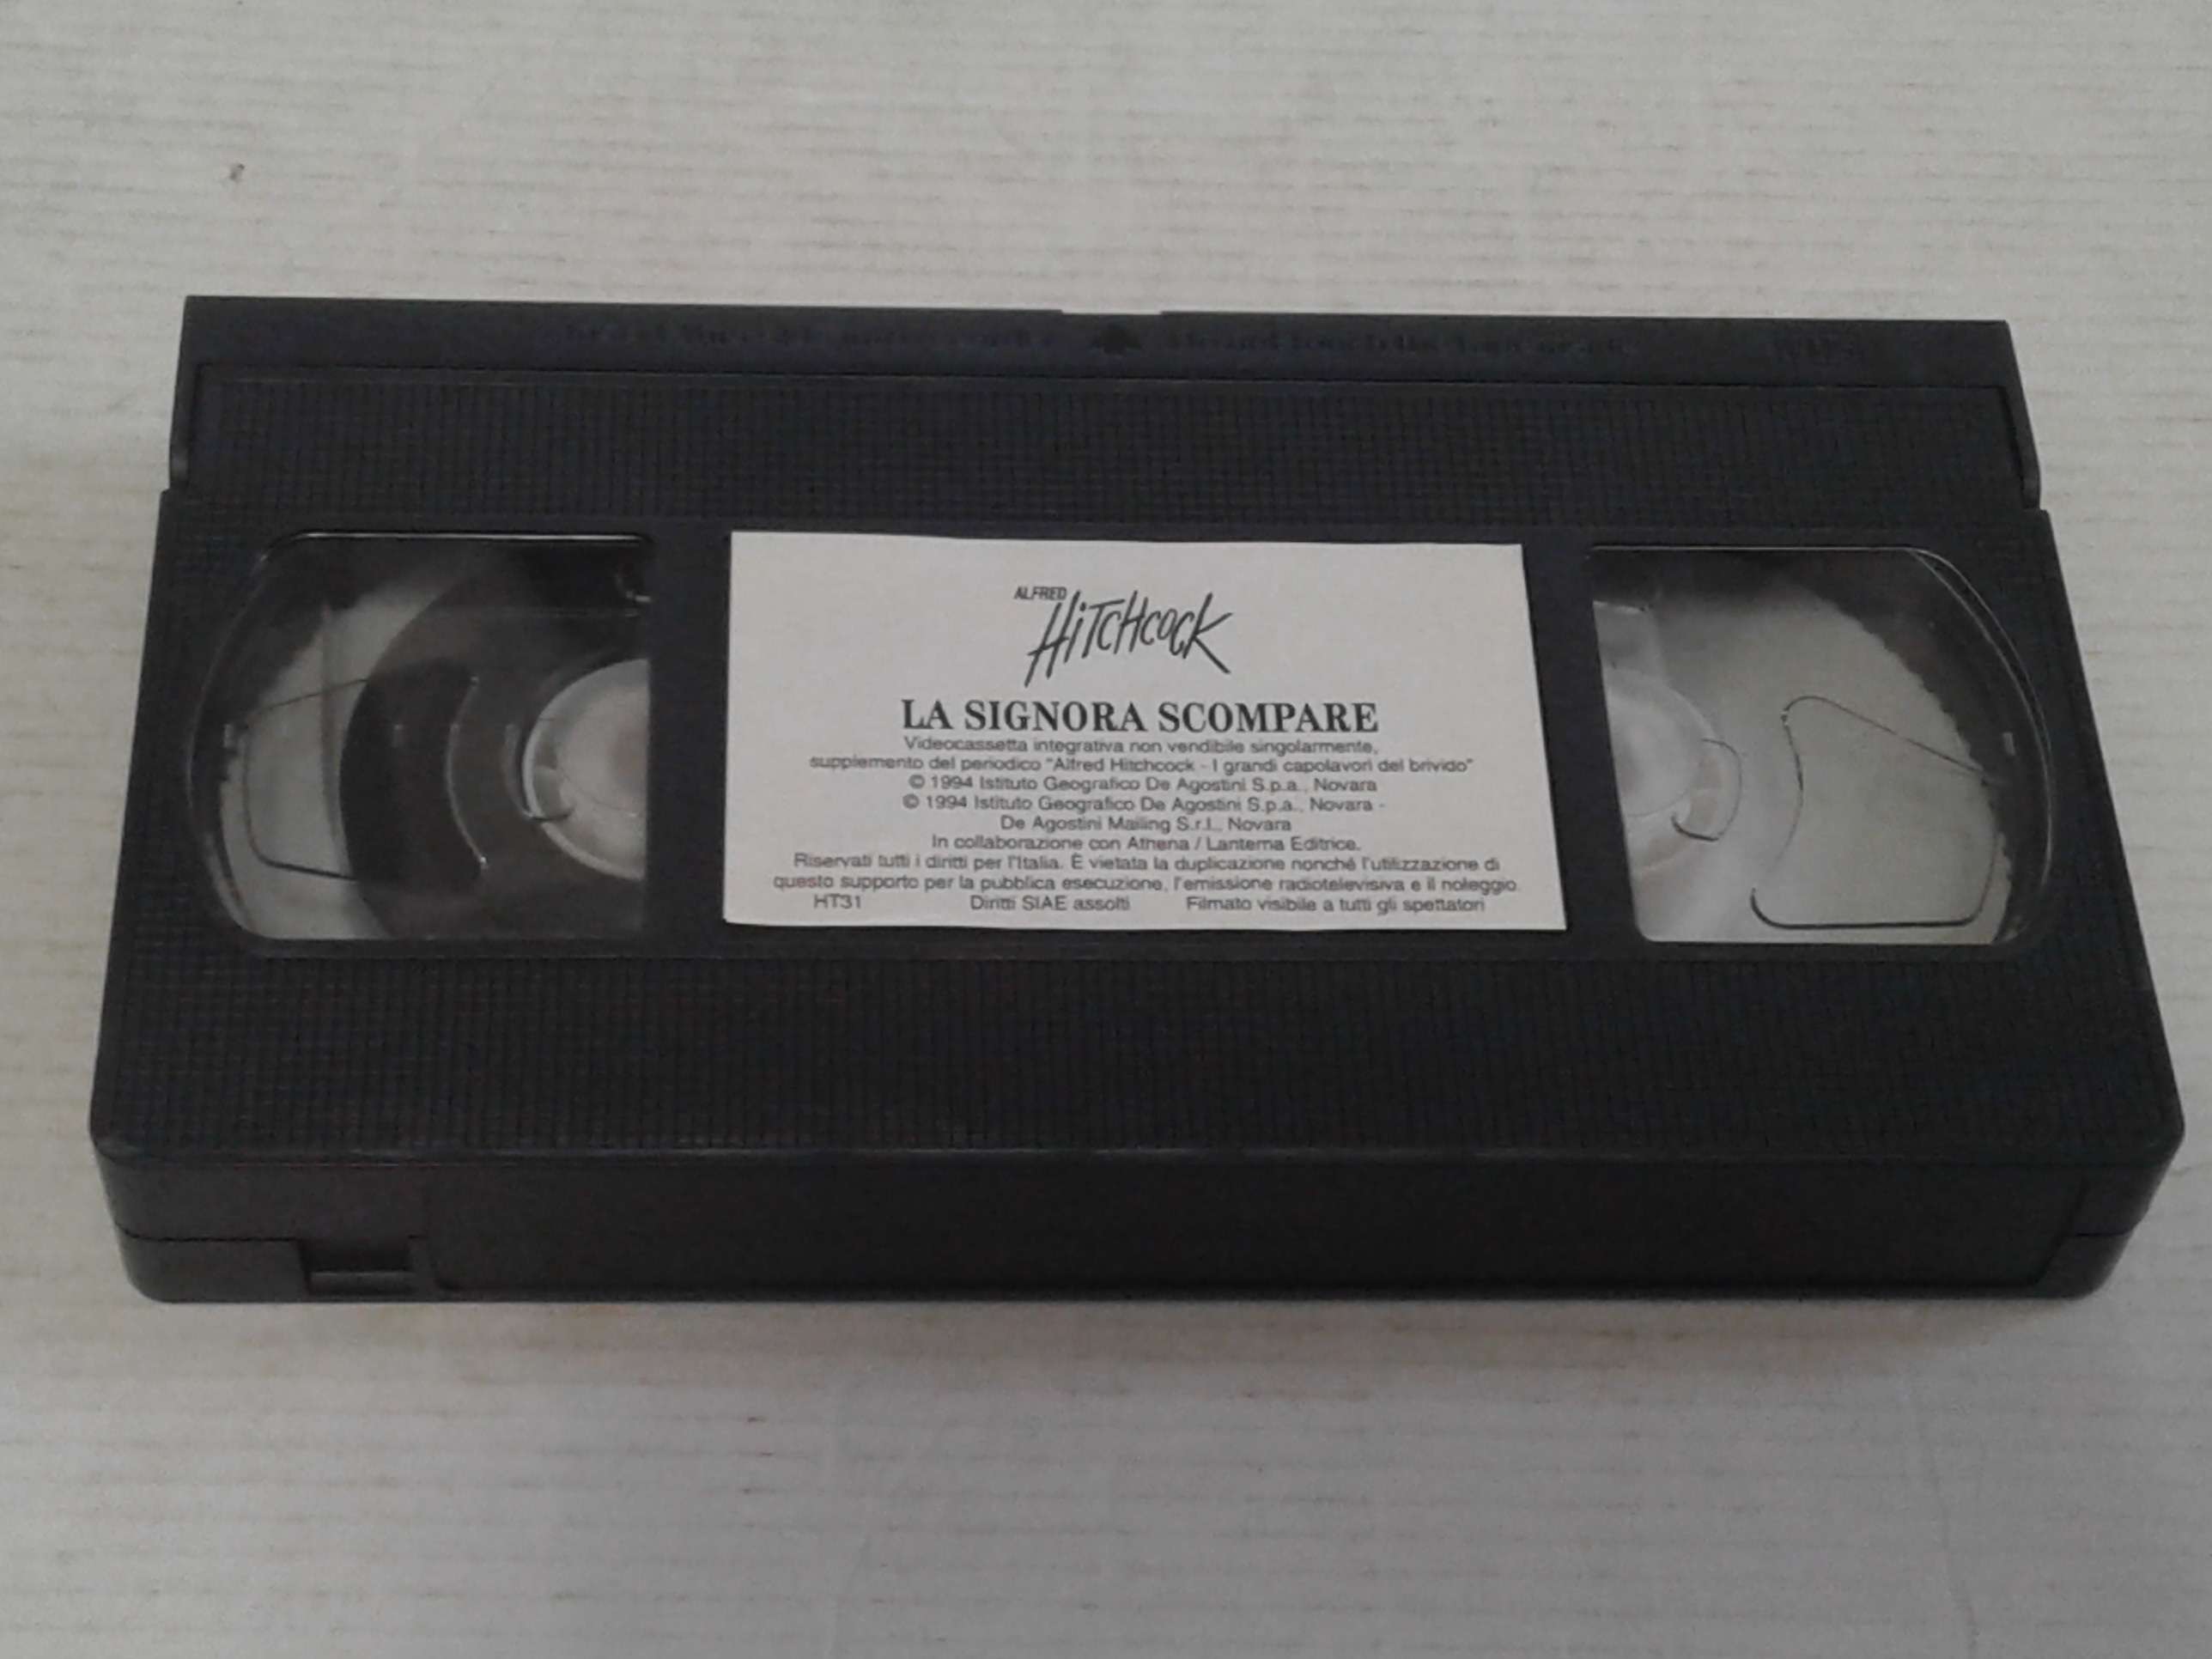 ALFRED
HiTCHcocK
LA SIGNORA SCOMPARE
Videocassetta integrativa non vendibile singolarmente,
supplemento del periodico "Alfred Hitchcock - I grandi capolavori del brivido"
© 1994 Istituto Geografico De Agostini S.p.a., Novara
© 1994 Istituto Geografico De Agostini S.p.a., Novara -
De Agostini Mailing S.r.l., Novara
In collaborazione con Athena / Lanterna Editrice.
Riservati tutti i diritti per l'Italia. È vietata la duplicazione nonché l'utilizzazione di
questo supporto per la pubblica esecuzione, l'emissione radiotelevisiva e il noleggio
HT31 Diritti SIAE assolti Filmato visibile a tutti gli spettatori